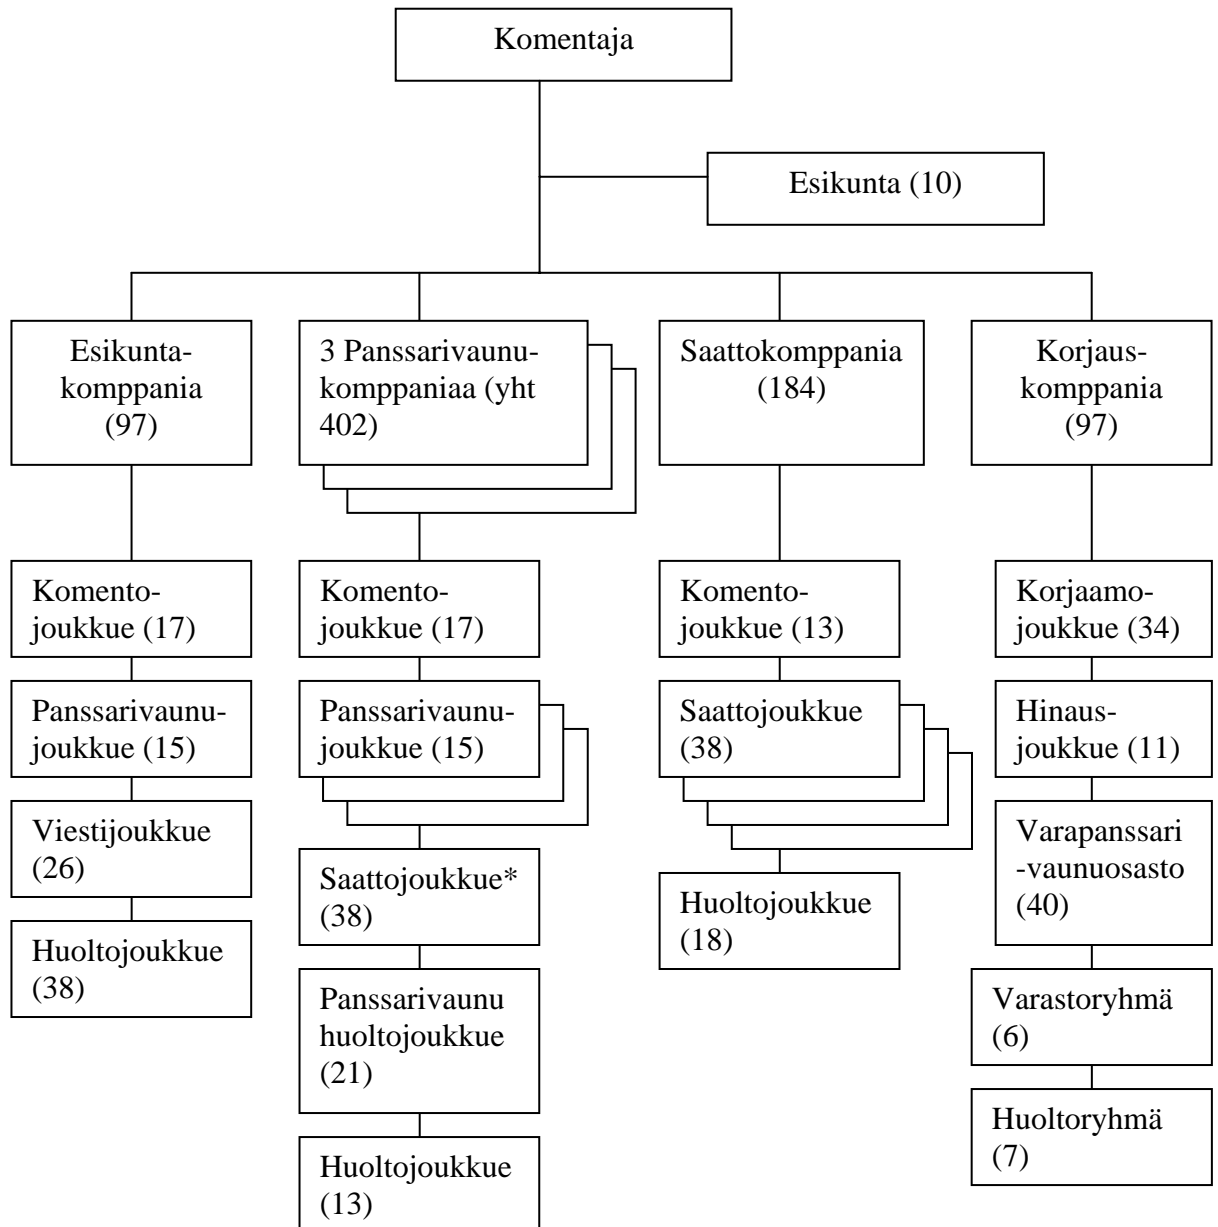 Komentaja
Esikunta (10)
Esikunta-
komppania
(97)
3 Panssarivaunu-
komppaniaa (yht
402)
Saattokomppania
(184)
Korjaus-
komppania
(97)
Komento-
joukkue (17)
Panssarivaunu-
joukkue (15)
Viestijoukkue
(26)
Huoltojoukkue
(38)
Komento-
joukkue (17)
Panssarivaunu-
joukkue (15)
Saattojoukkue*
(38)
Panssarivaunu
huoltojoukkue
(21)
Huoltojoukkue
(13)
Komento-
joukkue (13)
Saattojoukkue
(38)
Huoltojoukkue
(18)
Korjaamo-
joukkue (34)
Hinaus-
joukkue (11)
Varapanssari
-vaunuosasto
(40)
Varastoryhmä
(6)
Huoltoryhmä
(7)